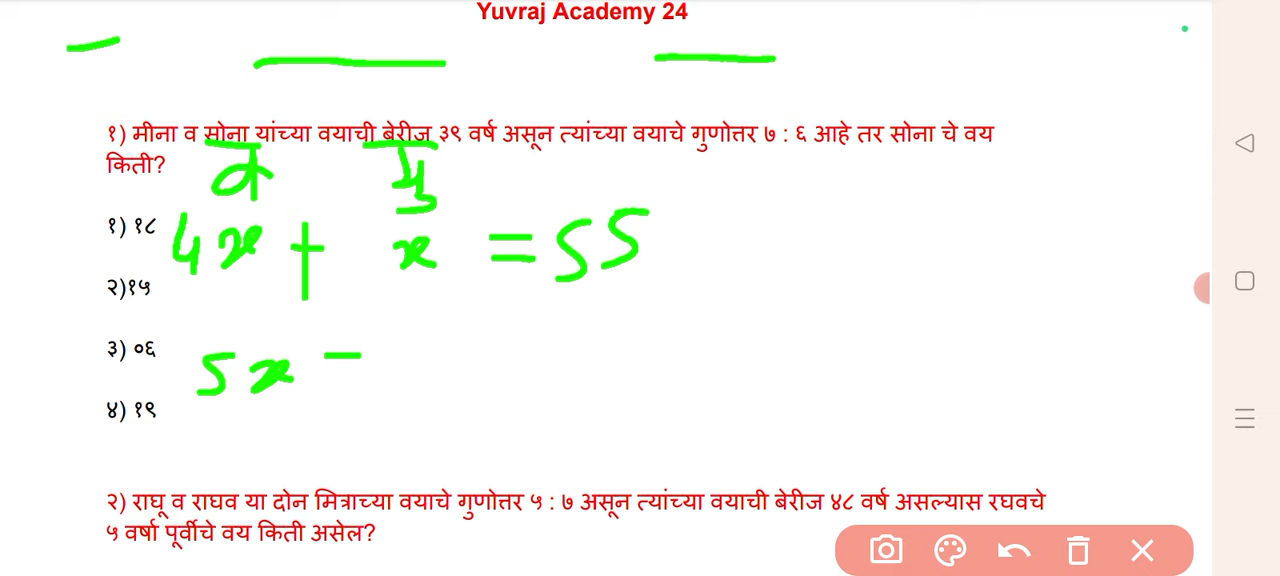 Yuvraj Academy 24
१) मीना व सोना यांच्या वयाची बेरीज ३९ वर्ष असून त्यांच्या वयाचे गुणोत्तर ७ : ६ आहे तर सोना चे वय
किती?
व मु
१) १८
4x + x = 55
२)१५
३) ०६
5x =
४) १९
२) राघू व राघव या दोन मित्राच्या वयाचे गुणोत्तर ५ : ७ असून त्यांच्या वयाची बेरीज ४८ वर्ष असल्यास रघवचे
५ वर्षा पूर्वीचे वय किती असेल?